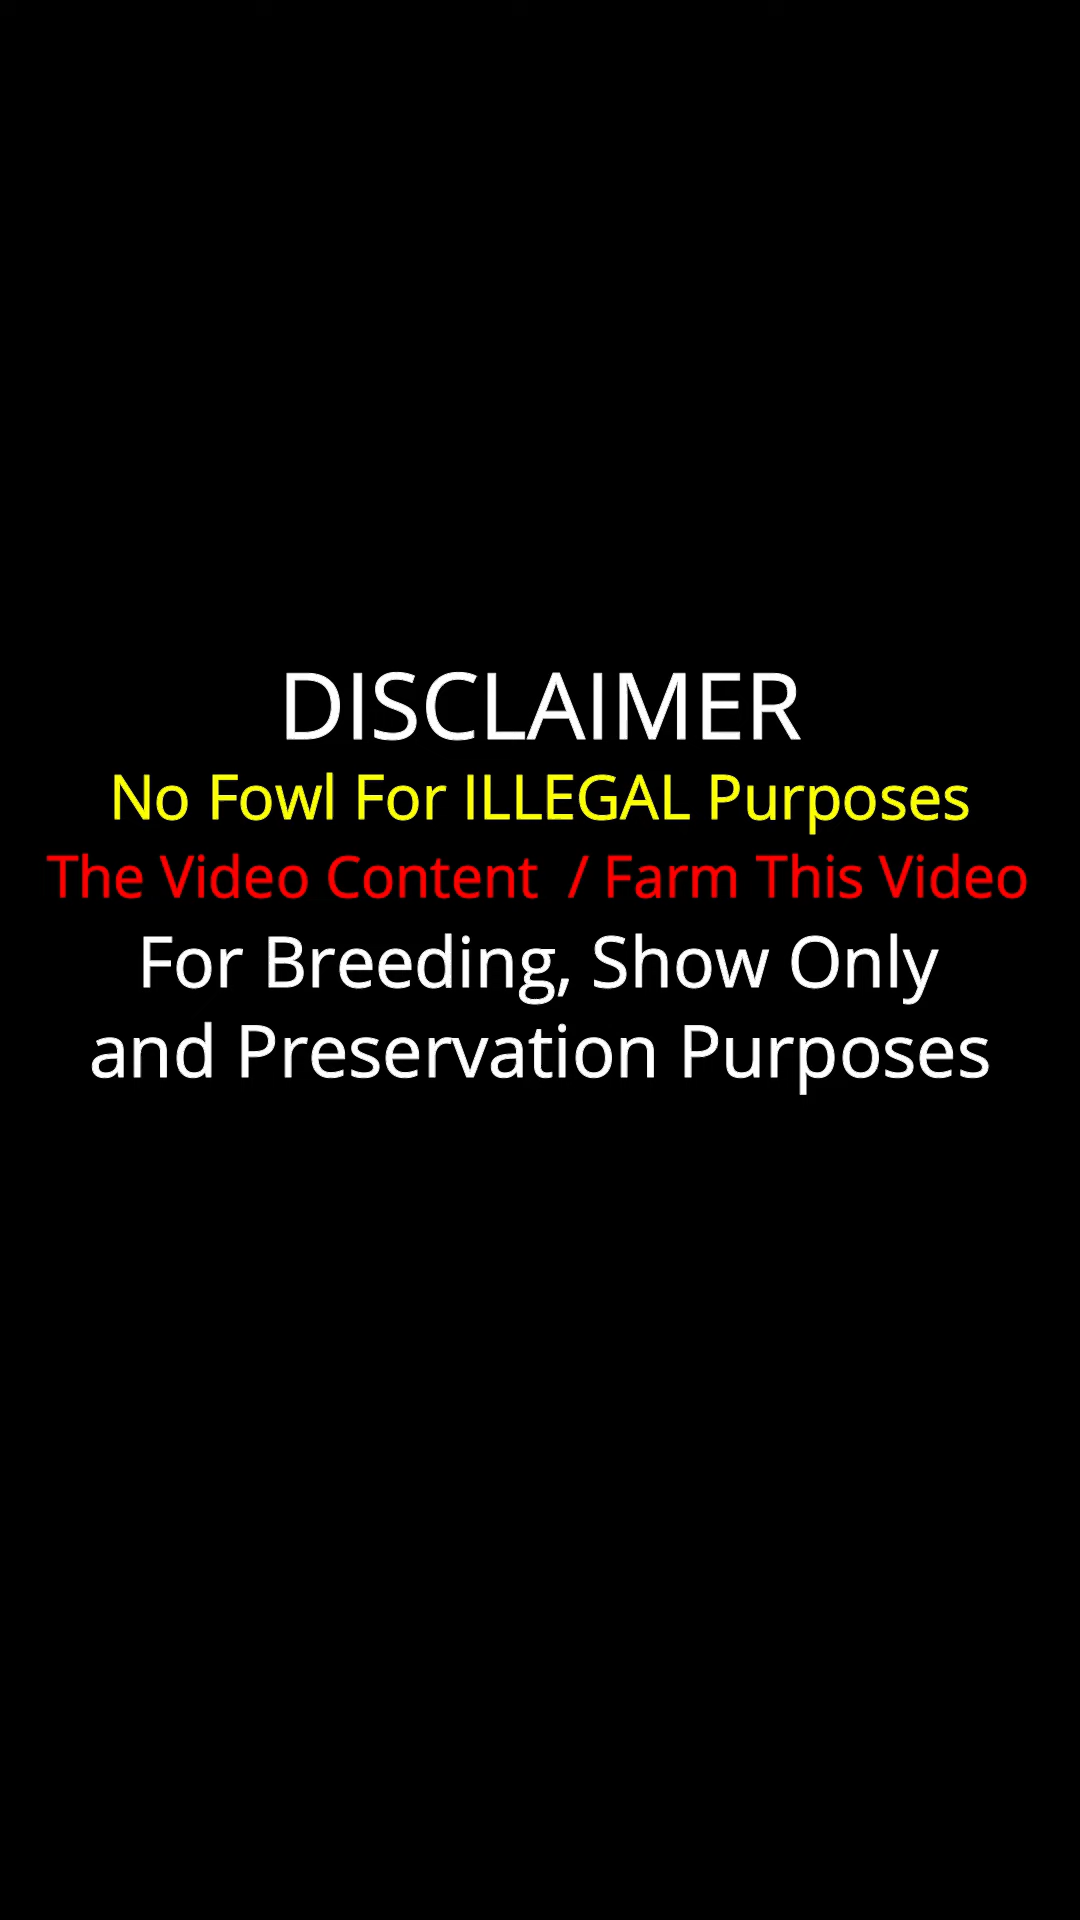 DISCLAIMER
No Fowl For ILLEGAL Purposes
The Video Content / Farm This Video
For Breeding, Show Only
and Preservation Purposes